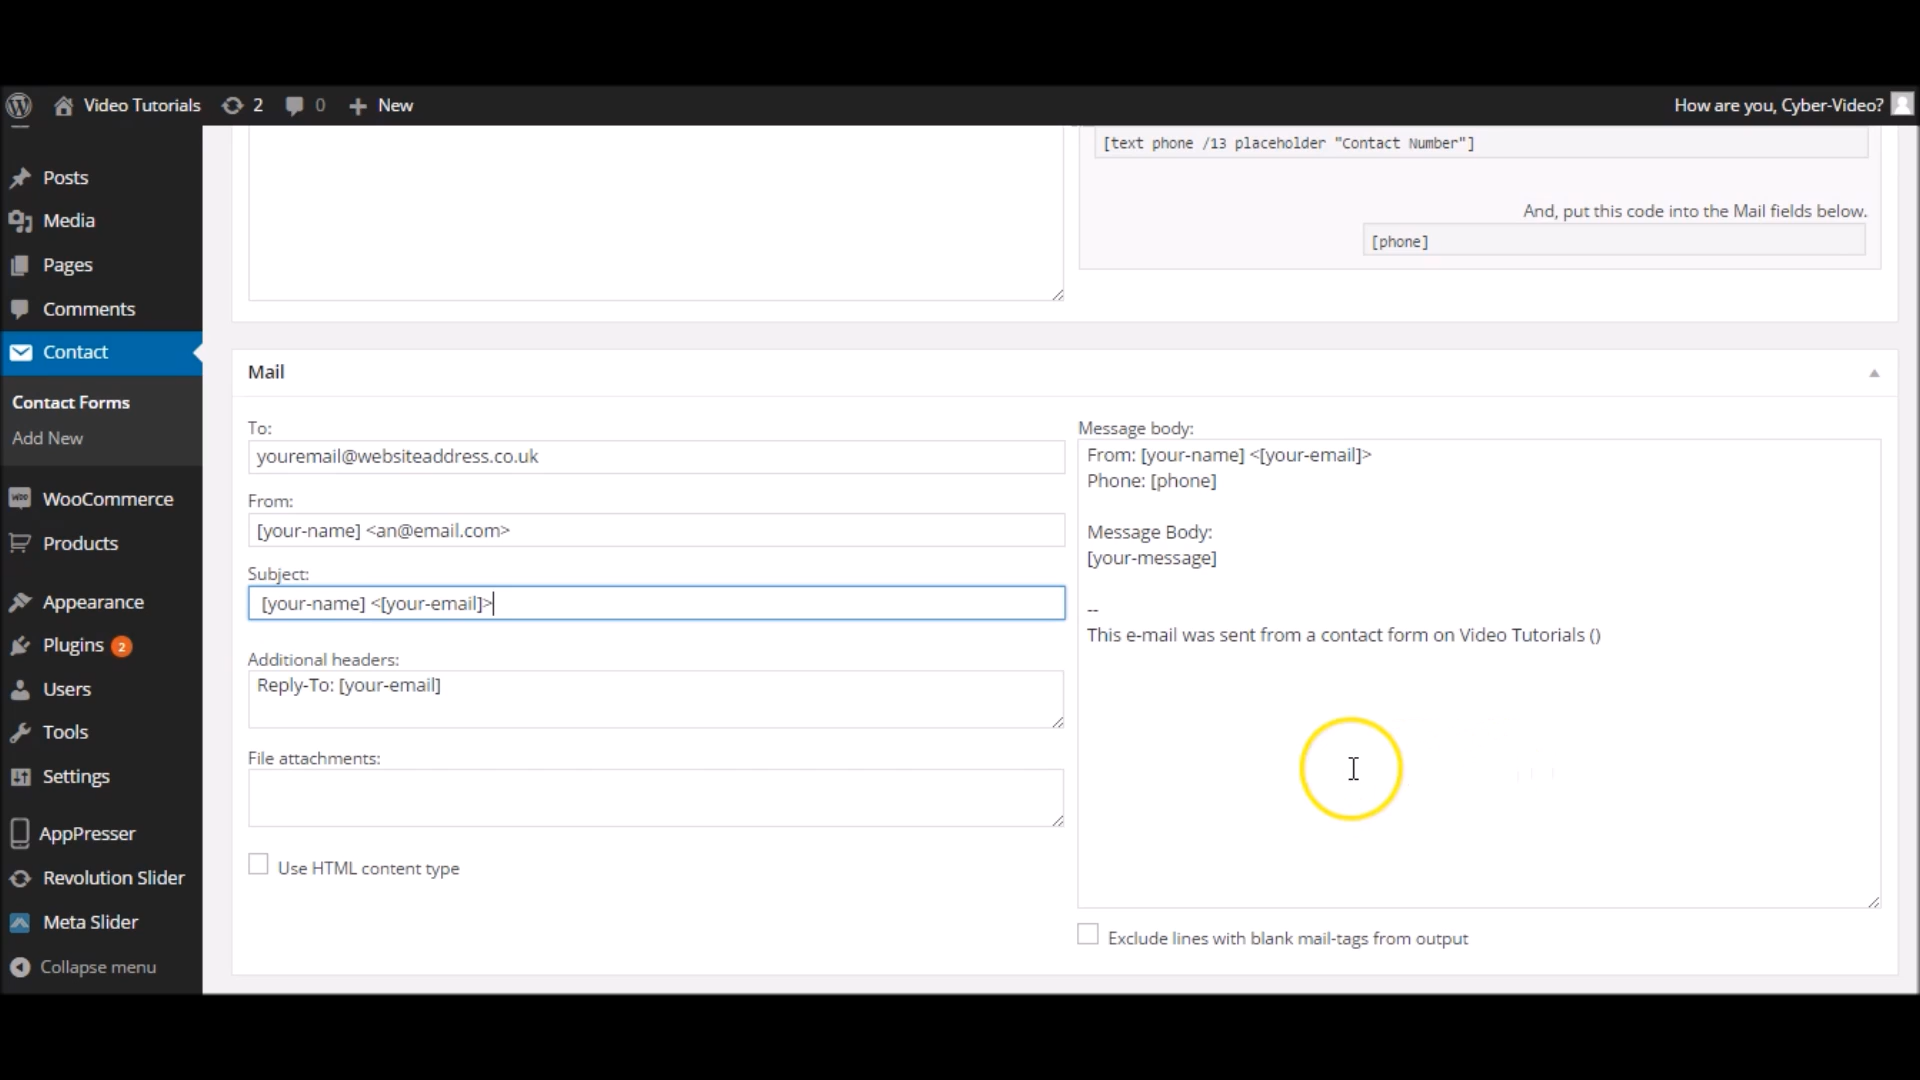 Video Tutorials 2 0 New How are you, Cyber-Video?
Posts
Media
Pages
Comments
Contact
Contact Forms
Add New
WooCommerce
Products
Appearance
Plugins 2
Users
Tools
Settings
AppPresser
Revolution Slider
Meta Slider
Collapse menu
[text phone /13 placeholder "Contact Number"]
And, put this code into the Mail fields below.
[phone]
Mail
To:
youremail@websiteaddress.co.uk
From:
[your-name] <an@email.com>
Subject:
[your-name] <[your-email]>
Additional headers:
Reply-To: [your-email]
File attachments:
Use HTML content type
Message body:
From: [your-name] <[your-email]>
Phone: [phone]
Message Body:
[your-message]
--
This e-mail was sent from a contact form on Video Tutorials ()
Exclude lines with blank mail-tags from output